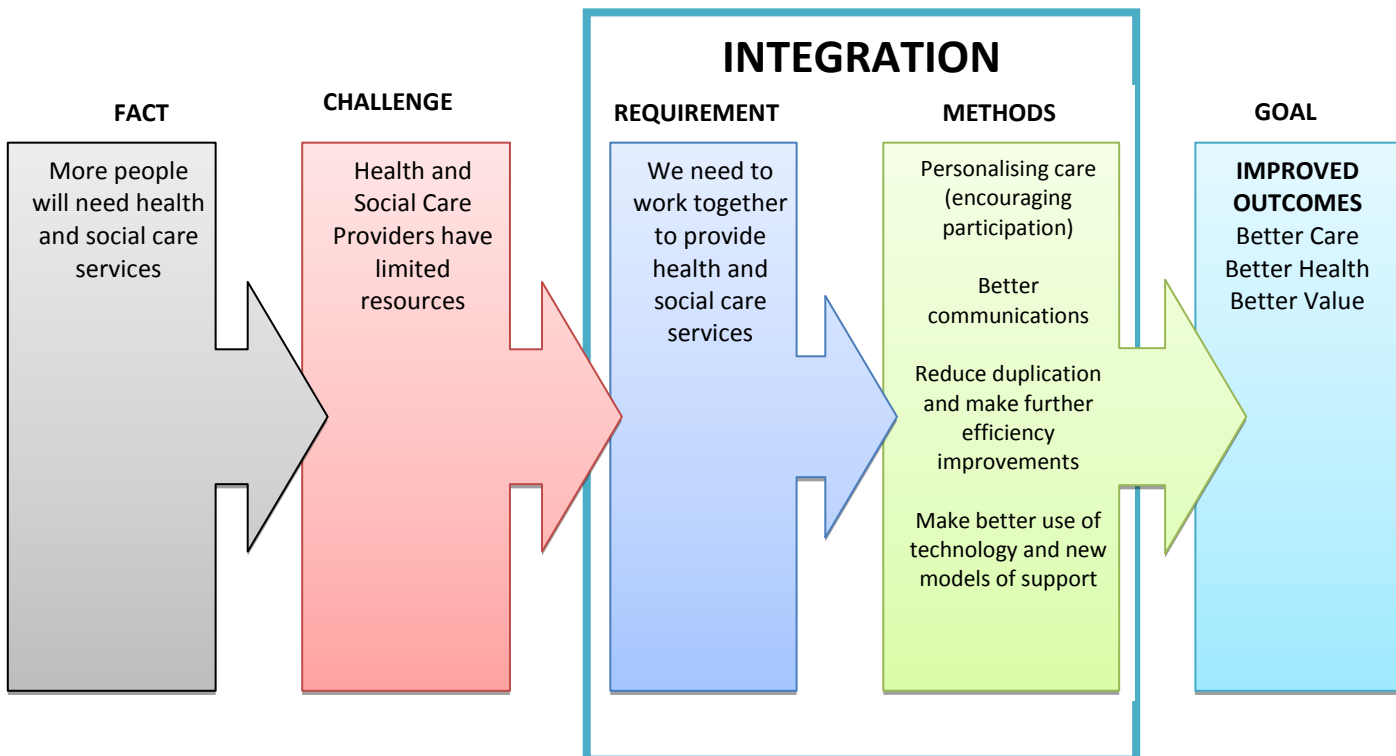 INTEGRATION
FACT
More people
will need health
and social care
services
CHALLENGE
Health and
Social Care
Providers have
limited
resources
REQUIREMENT
We need to
work together
to provide
health and
social care
services
METHODS
Personalising care
(encouraging
participation)
Better
communications
Reduce duplication
and make further
efficiency
improvements
Make better use of
technology and new
models of support
GOAL
IMPROVED
OUTCOMES
Better Care
Better Health
Better Value